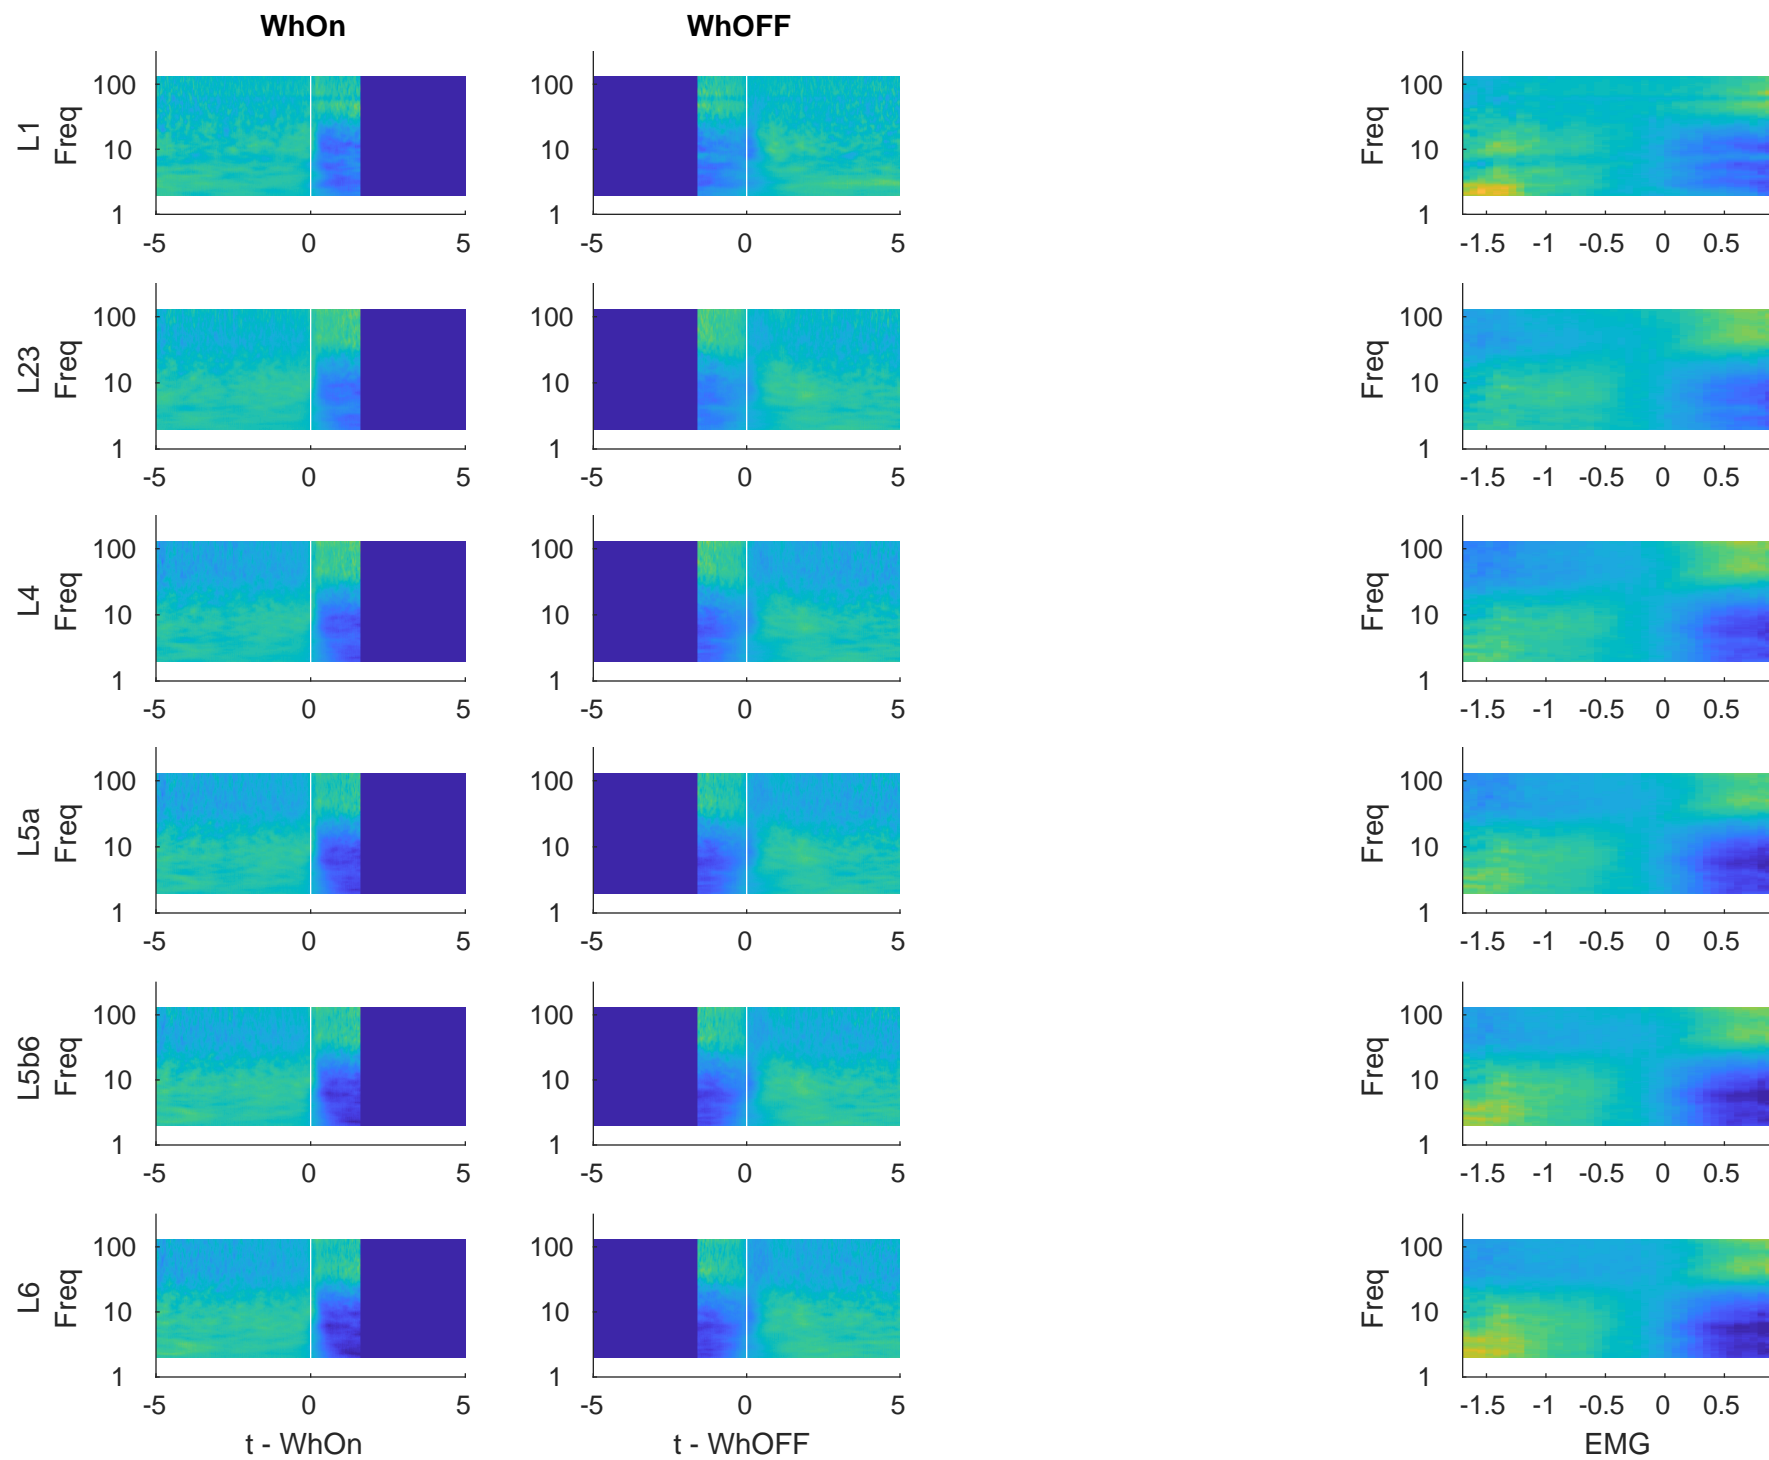 WhOn WhOFF
L1 Freq 100 10 1 100 10 1 Freq 100 10 1
-5 0 5 -5 0 5 -1.5 -1 -0.5 0 0.5
L23 Freq 100 10 1 100 10 1 Freq 100 10 1
-5 0 5 -5 0 5 -1.5 -1 -0.5 0 0.5
L4 Freq 100 10 1 100 10 1 Freq 100 10 1
-5 0 5 -5 0 5 -1.5 -1 -0.5 0 0.5
L5a Freq 100 10 1 100 10 1 Freq 100 10 1
-5 0 5 -5 0 5 -1.5 -1 -0.5 0 0.5
L5b6 Freq 100 10 1 100 10 1 Freq 100 10 1
-5 0 5 -5 0 5 -1.5 -1 -0.5 0 0.5
L6 Freq 100 10 1 100 10 1 Freq 100 10 1
-5 0 5 -5 0 5 -1.5 -1 -0.5 0 0.5
t - WhOn t - WhOFF EMG